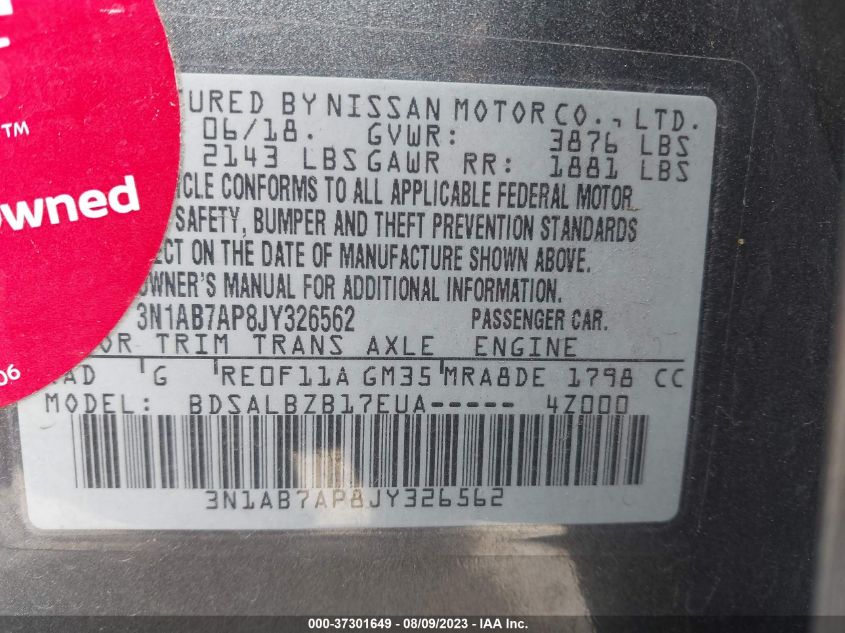 ™
owned
06
URED BY NISSAN MOTOR CO., LTD.
06/18. GVWR: 3876 LBS
2143 LBS GAWR RR: 1881 LBS
ICLE CONFORMS TO ALL APPLICABLE FEDERAL MOTOR
SAFETY, BUMPER AND THEFT PREVENTION STANDARDS
ECT ON THE DATE OF MANUFACTURE SHOWN ABOVE.
OWNER'S MANUAL FOR ADDITIONAL INFORMATION.
3N1AB7AP8JY326562 PASSENGER CAR.
OR TRIM TRANS AXLE ENGINE
AD G RE0F11A GM35 MRA8DE 1798 CC
MODEL: BDSALBZB17EUA----- 4Z000
3N1AB7AP8JY326562
000-37301649 - 08/09/2023 - IAA Inc.